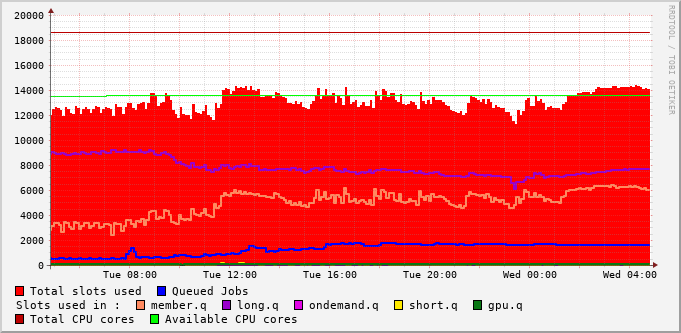 20000
18000
16000
14000
12000
10000
8000
6000
4000
2000
0
Tue 08:00 Tue 12:00 Tue 16:00 Tue 20:00 Wed 00:00 Wed 04:00
RRDTOOL / TOBI OETIKER
Total slots used Queued Jobs
Slots used in : member.q long.q ondemand.q short.q gpu.q
Total CPU cores Available CPU cores